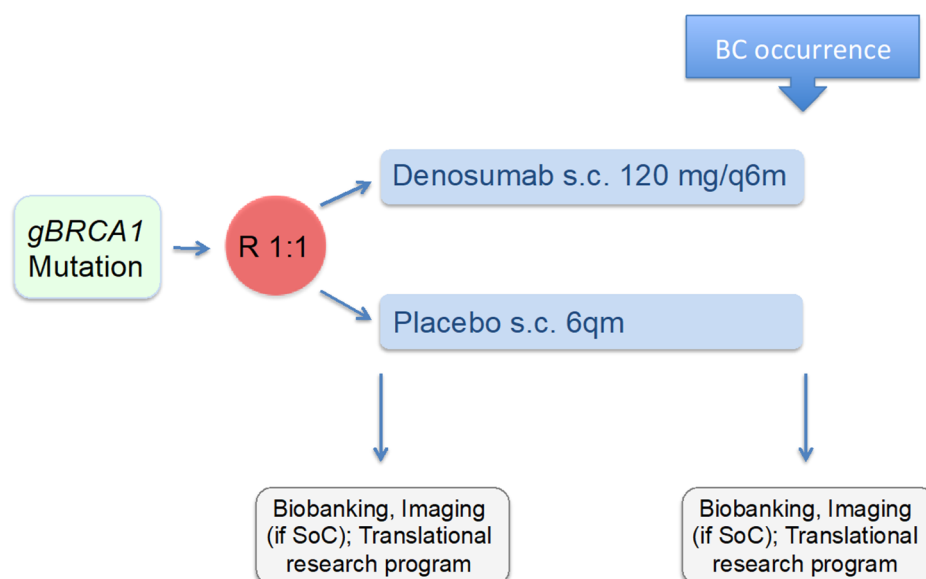 BC occurrence
Denosumab s.c. 120 mg/q6m
gBRCA1
Mutation
R 1:1
Placebo s.c. 6qm
Biobanking, Imaging
(if SoC); Translational
research program
Biobanking, Imaging
(if SoC); Translational
research program